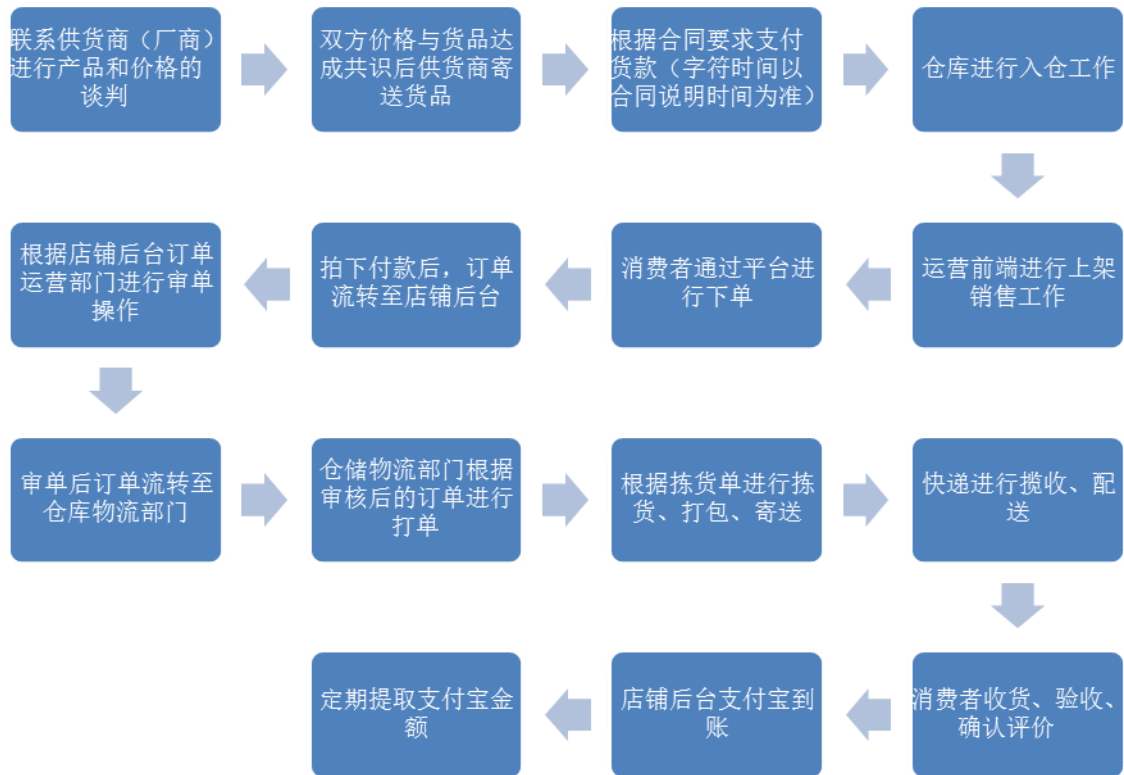 联系供货商（厂商）
进行产品和价格的
谈判
双方价格与货品达
成共识后供货商寄
送货品
根据合同要求支付
货款（字符时间以
合同说明时间为准）
仓库进行入仓工作
运营前端进行上架
销售工作
消费者通过平台进
行下单
拍下付款后，订单
流转至店铺后台
根据店铺后台订单
运营部门进行审单
操作
审单后订单流转至
仓库物流部门
仓储物流部门根据
审核后的订单进行
打单
根据拣货单进行拣
货、打包、寄送
快递进行揽收、配
送
消费者收货、验收、
确认评价
店铺后台支付宝到
账
定期提取支付宝金
额